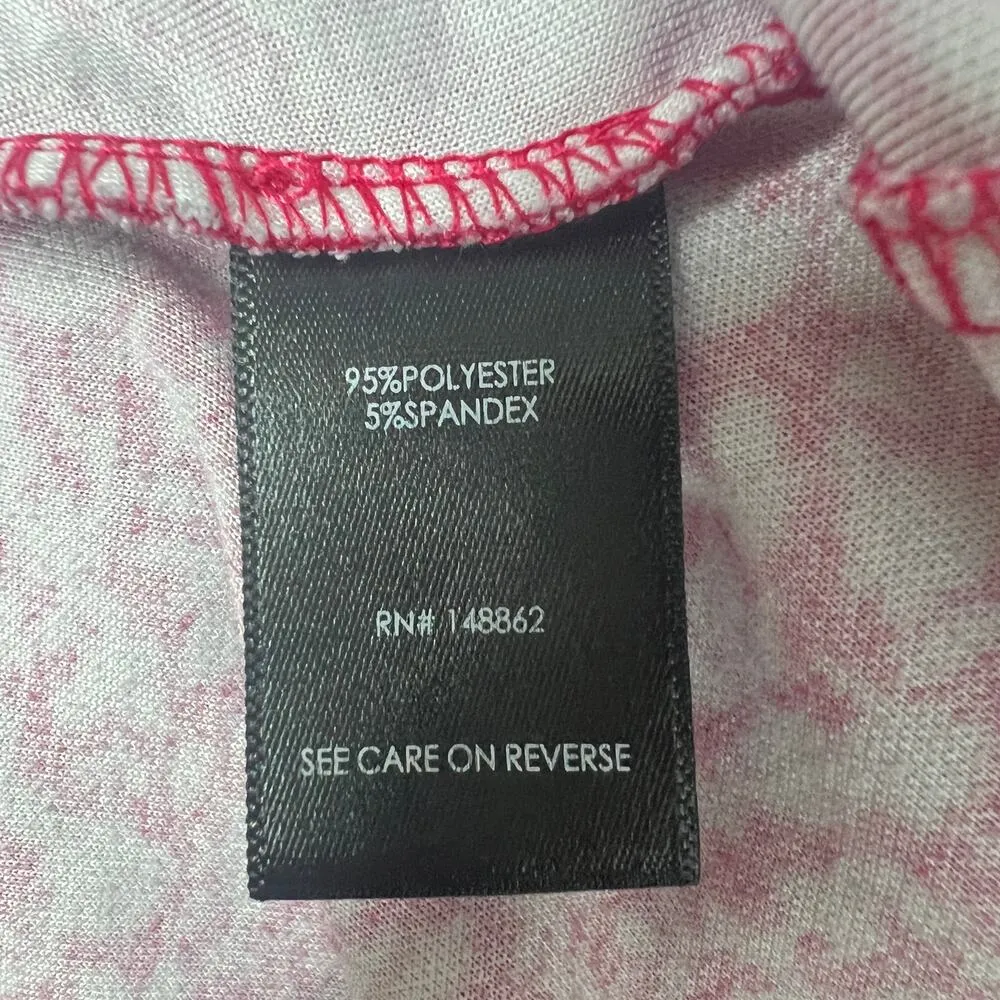 95%POLYESTER
5%SPANDEX
RN# 148862
SEE CARE ON REVERSE